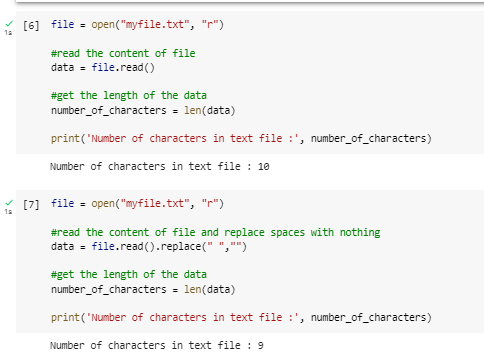 [6] file = open("myfile.txt", "r")
1s
#read the content of file
data = file.read()
#get the length of the data
number_of_characters = len(data)
print('Number of characters in text file :', number_of_characters)
Number of characters in text file : 10
[7] file = open("myfile.txt", "r")
1s
#read the content of file and replace spaces with nothing
data = file.read().replace(" ","")
#get the length of the data
number_of_characters = len(data)
print('Number of characters in text file :', number_of_characters)
Number of characters in text file : 9